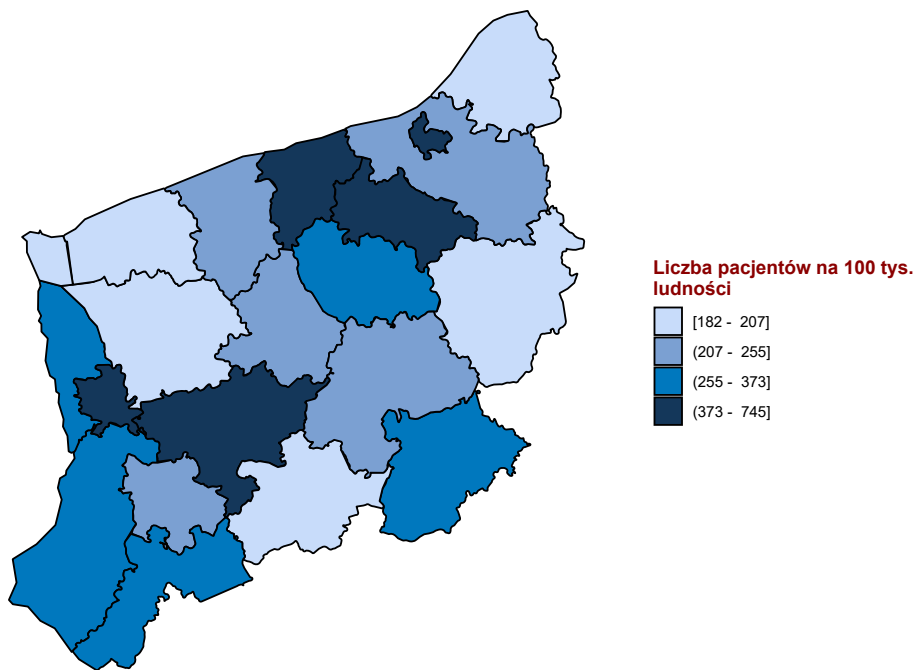 Liczba pacjentów na 100 tys.
ludności
[182 - 207]
(207 - 255]
(255 - 373]
(373 - 745]